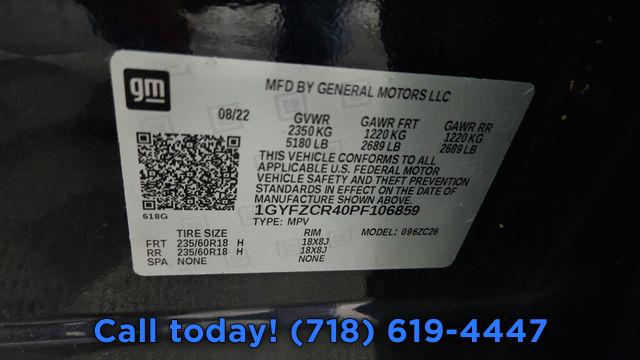 gm
MFD BY GENERAL MOTORS LLC
08/22 GVWR GAWR FRT GAWR RR
2350 KG 1220 KG 1220 KG
5180 LB 2689 LB 2689 LB
THIS VEHICLE CONFORMS TO ALL
APPLICABLE U.S. FEDERAL MOTOR
VEHICLE SAFETY AND THEFT PREVENTION
STANDARDS IN EFFECT ON THE DATE OF
MANUFACTURE SHOWN ABOVE.
618G 1GYFZCR40PF106859
TYPE: MPV MODEL: 096ZC26
TIRE SIZE RIM
FRT 235/60R18 H 18X8J
RR 235/60R18 H 18X8J
SPA NONE NONE
Call today! (718) 619-4447